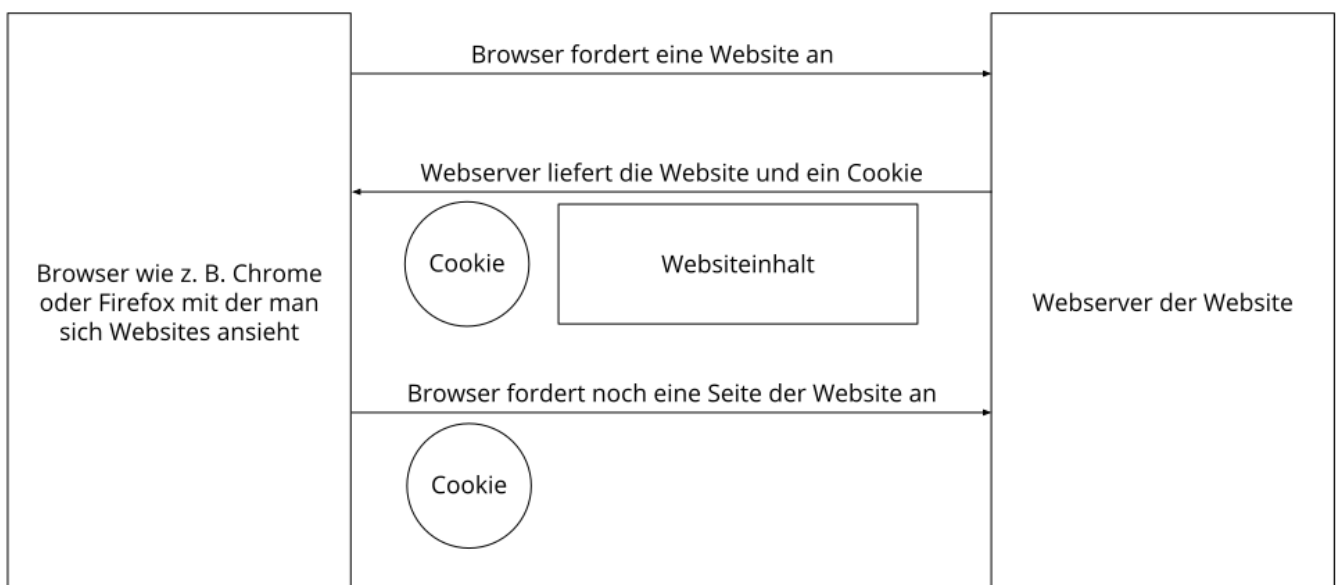 Browser fordert eine Website an
Webserver liefert die Website und ein Cookie
Cookie
Websiteinhalt
Browser wie z. B. Chrome
oder Firefox mit der man
sich Websites ansieht
Webserver der Website
Browser fordert noch eine Seite der Website an
Cookie